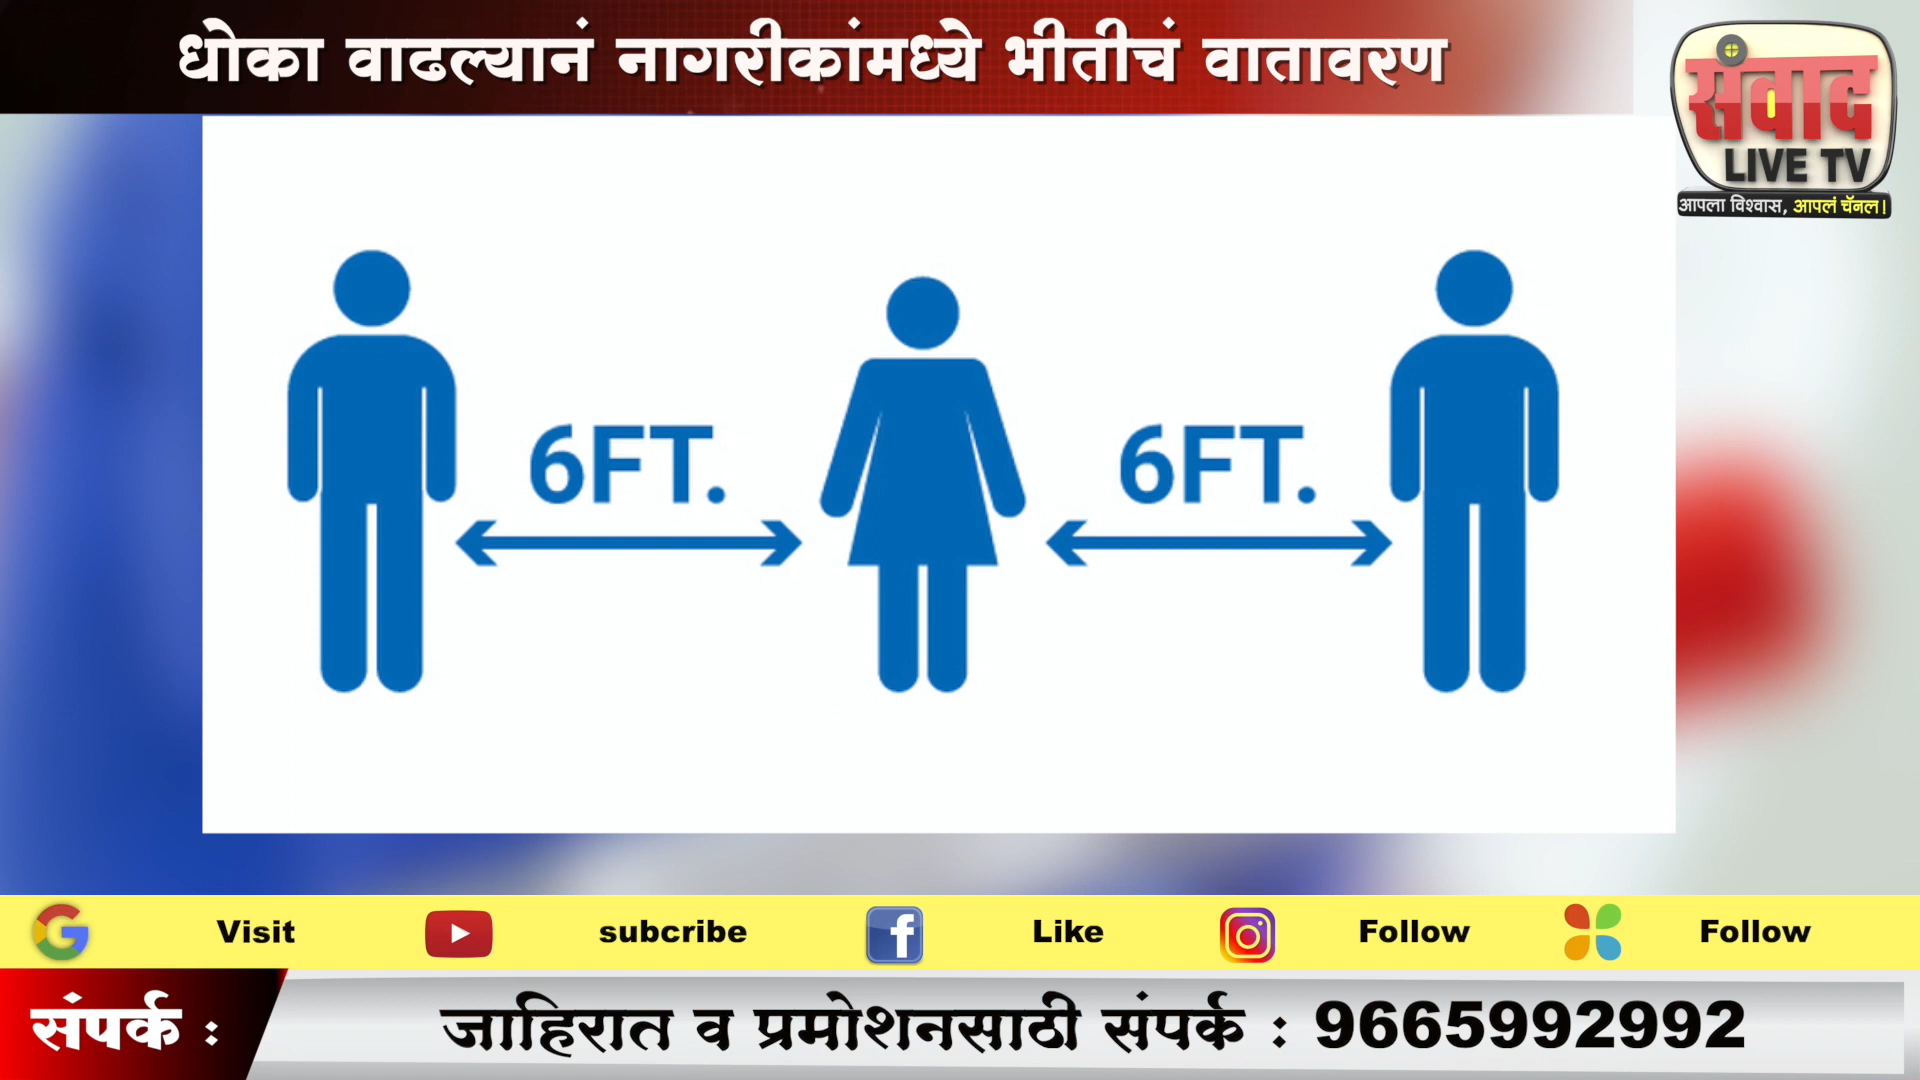 धोका वाढल्यानं नागरीकांमध्ये भीतीचं वातावरण
संवाद
LIVE TV
आपला विश्वास, आपलं चॅनल!
6FT. 6FT.
Visit subcribe Like Follow Follow
संपर्क : जाहिरात व प्रमोशनसाठी संपर्क : 9665992992